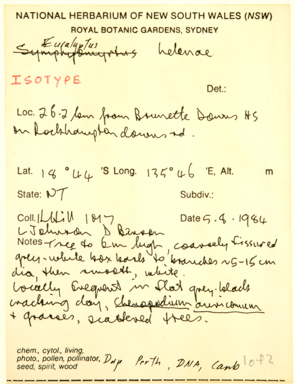 NATIONAL HERBARIUM OF NEW SOUTH WALES (NSW)
ROYAL BOTANIC GARDENS, SYDNEY
Eucalyptus
Symphyomyrtus helenae
ISOTYPE
Det.:
Loc. 26.2 km from Brunette Downs HS
on Rockhampton downs rd.
Lat. 18° 44 'S Long. 135° 46 'E, Alt. m
State: NT Subdiv.:
Coll. K Hill 1047 Date 5.8.1984
L Johnson D Benson
Notes Tree to 6m high, coarsely fissured
grey-white box bark to branches ~5-15 cm
dia, then smooth, white.
Locally frequent in flat grey-black
cracking clay, Chenopodium auricomum
+ grasses, scattered trees.
chem., cytol., living,
photo., pollen, pollinator,
seed, spirit, wood
Dup Perth, DNA, Canb 1 of 2